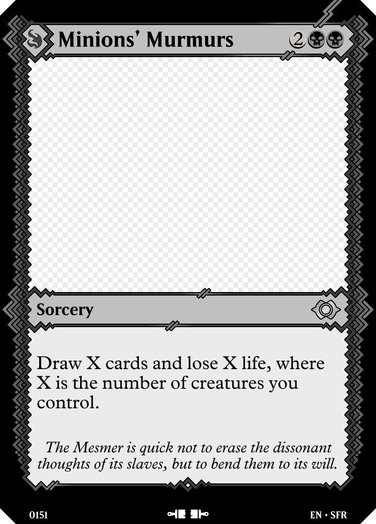 Minions' Murmurs 2
Sorcery
Draw X cards and lose X life, where
X is the number of creatures you
control.
The Mesmer is quick not to erase the dissonant
thoughts of its slaves, but to bend them to its will.
0151
EN • SFR